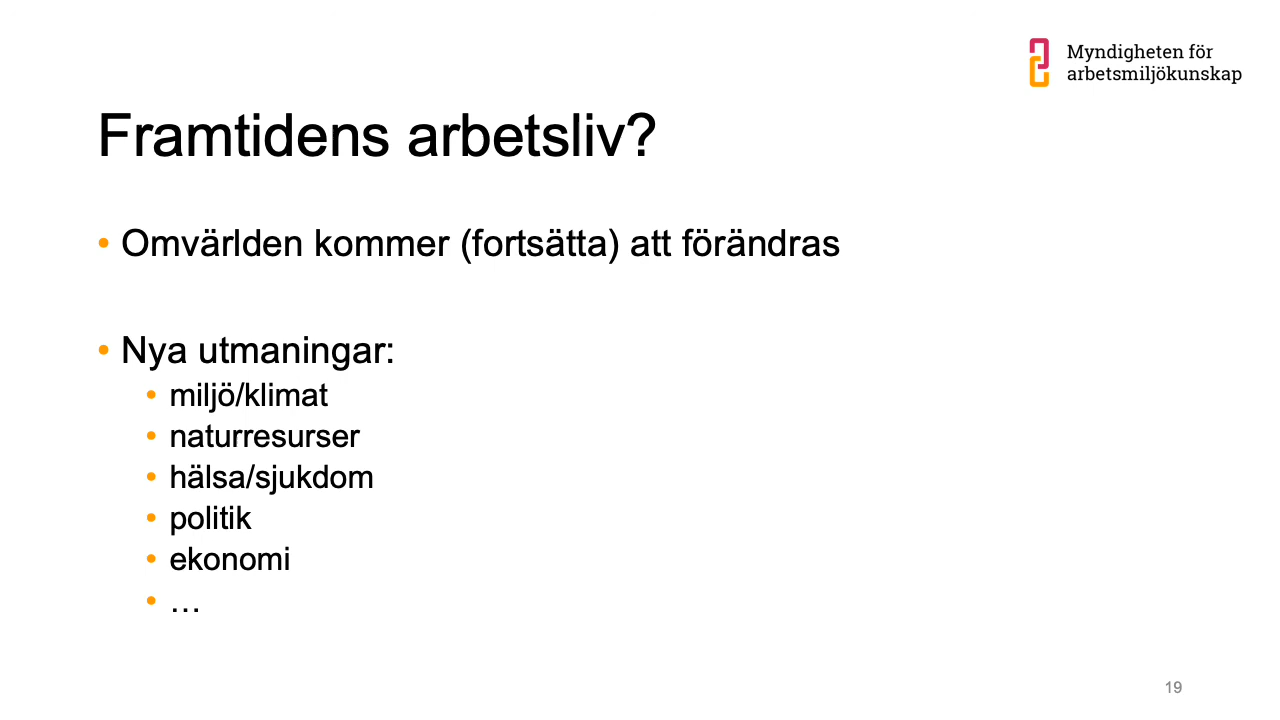 Myndigheten för
arbetsmiljökunskap
Framtidens arbetsliv?
• Omvärlden kommer (fortsätta) att förändras
• Nya utmaningar:
• miljö/klimat
• naturresurser
• hälsa/sjukdom
• politik
• ekonomi
• …
19